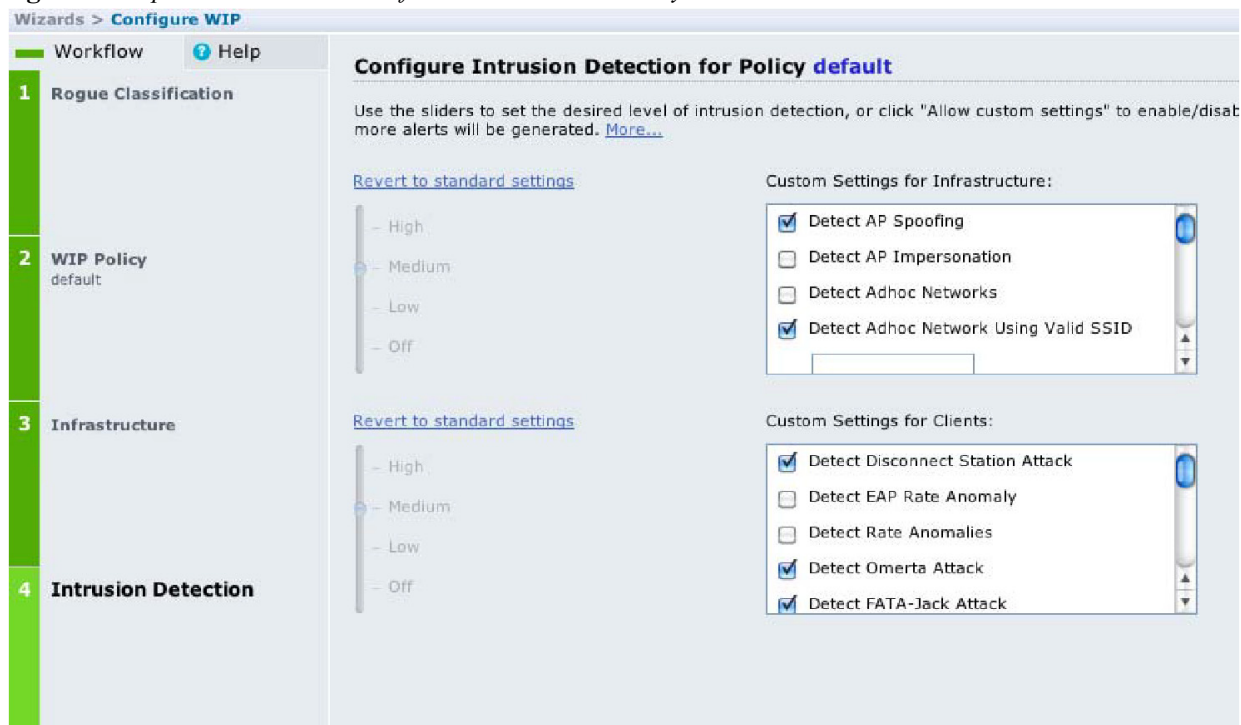 Wizards > Configure WIP
Workflow
Help
1 Rogue Classification
2 WIP Policy
default
3 Infrastructure
4 Intrusion Detection
Configure Intrusion Detection for Policy default
Use the sliders to set the desired level of intrusion detection, or click "Allow custom settings" to enable/disab
more alerts will be generated. More...
Revert to standard settings
– High
– Medium
– Low
– Off
Custom Settings for Infrastructure:
Detect AP Spoofing
Detect AP Impersonation
Detect Adhoc Networks
Detect Adhoc Network Using Valid SSID
Revert to standard settings
– High
– Medium
– Low
– Off
Custom Settings for Clients:
Detect Disconnect Station Attack
Detect EAP Rate Anomaly
Detect Rate Anomalies
Detect Omerta Attack
Detect FATA-Jack Attack